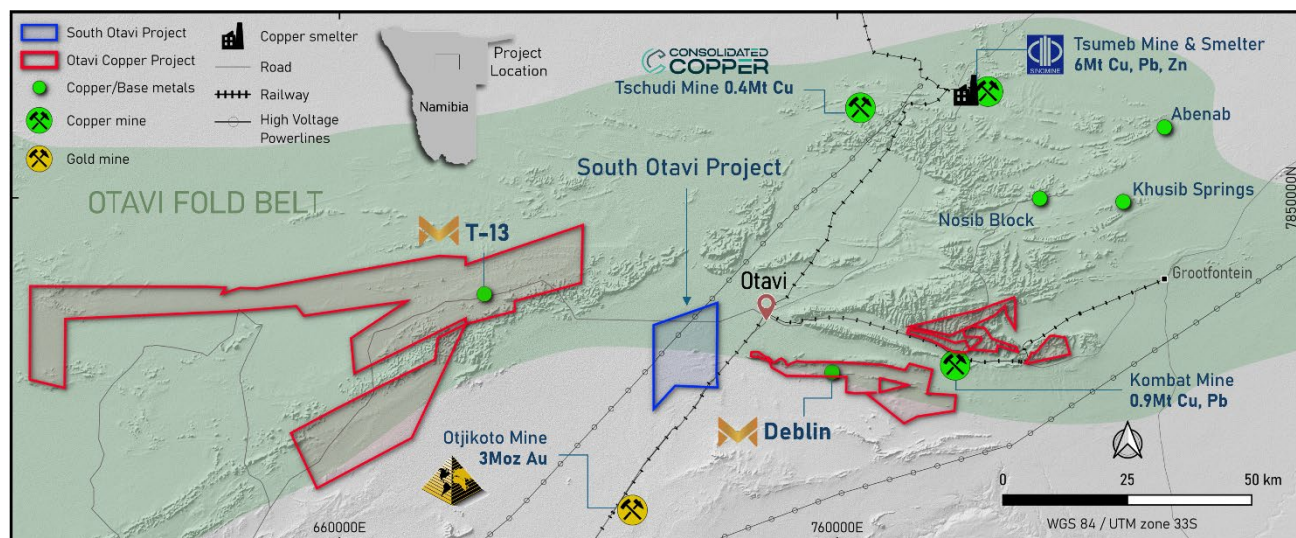 South Otavi Project
Otavi Copper Project
Copper/Base metals
Copper mine
Gold mine
Copper smelter
Road
Railway
High Voltage
Powerlines
Project
Location
Namibia
CONSOLIDATED
COPPER
Tschudi Mine 0.4Mt Cu
SINOMINE
Tsumeb Mine & Smelter
6Mt Cu, Pb, Zn
Abenab
South Otavi Project
OTAVI FOLD BELT
Khusib Springs
Nosib Block
7850000N
T-13
Otavi
Grootfontein
Kombat Mine
0.9Mt Cu, Pb
Deblin
Otjikoto Mine
3Moz Au
0
25
50 km
660000E
760000E
WGS 84 / UTM zone 33S